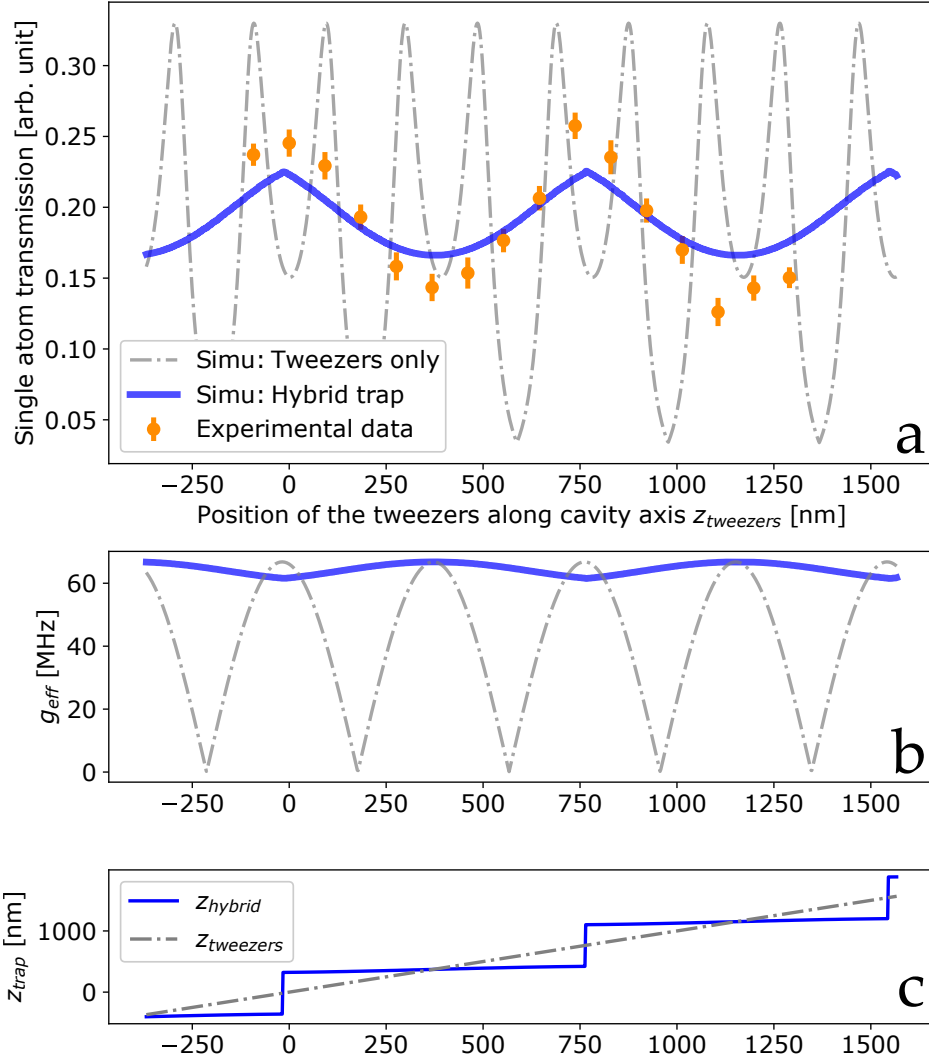 Single atom transmission [arb. unit]
0.30
0.25
0.20
0.15
0.10
0.05
Simu: Tweezers only
Simu: Hybrid trap
Experimental data
a
−250 0 250 500 750 1000 1250 1500
Position of the tweezers along cavity axis z_tweezers [nm]
g_eff [MHz]
60
40
20
0
b
−250 0 250 500 750 1000 1250 1500
z_trap [nm]
1000
0
z_hybrid
z_tweezers
c
−250 0 250 500 750 1000 1250 1500